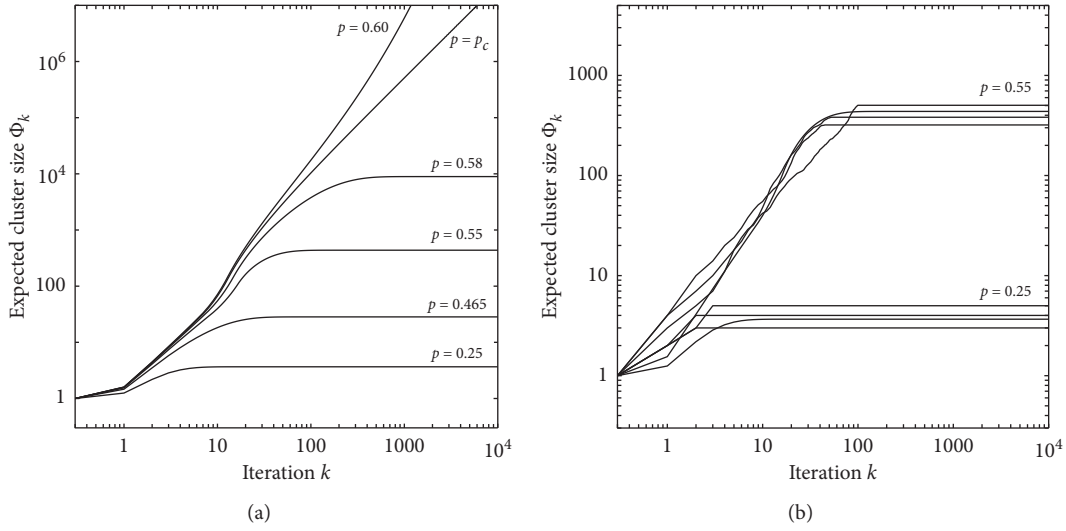 p = 0.60
p = p_c
10^6
p = 0.58
10^4
p = 0.55
100
p = 0.465
p = 0.25
1
Expected cluster size Φ_k
1
10
100
1000
10^4
Iteration k
(a)
1000
p = 0.55
100
10
p = 0.25
1
Expected cluster size Φ_k
1
10
100
1000
10^4
Iteration k
(b)